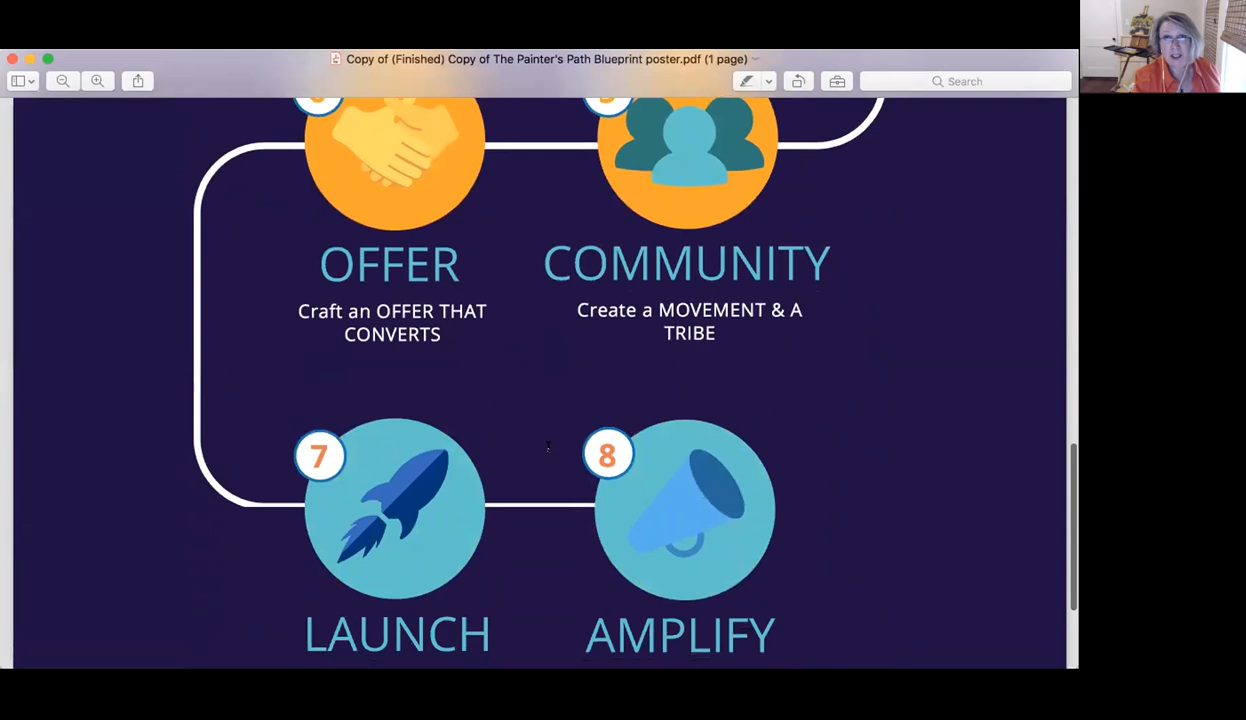 Copy of (Finished) Copy of The Painter's Path Blueprint poster.pdf (1 page)
Search
OFFER
COMMUNITY
Craft an OFFER THAT
CONVERTS
Create a MOVEMENT & A
TRIBE
7
8
LAUNCH
AMPLIFY